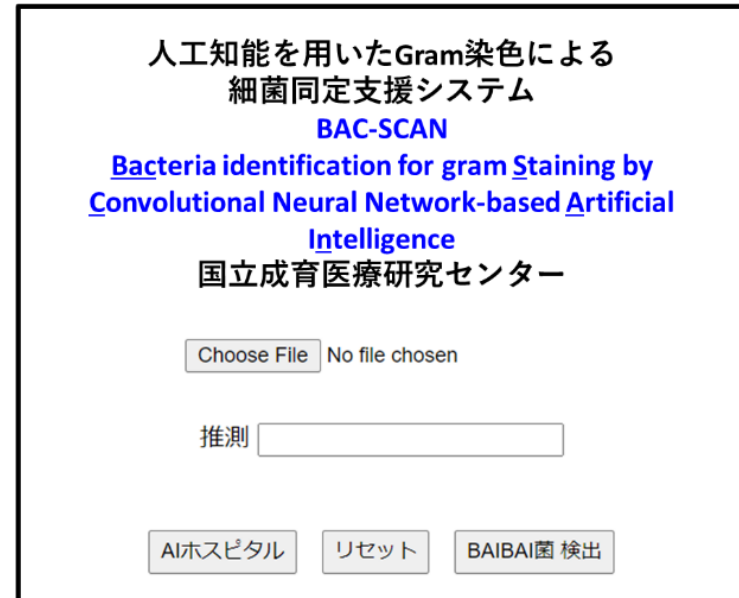 人工知能を用いたGram染色による
細菌同定支援システム
BAC-SCAN
Bacteria identification for gram Staining by
Convolutional Neural Network-based Artificial
Intelligence
国立成育医療研究センター
Choose File No file chosen
推測
AIホスピタル リセット BAIBAI菌 検出